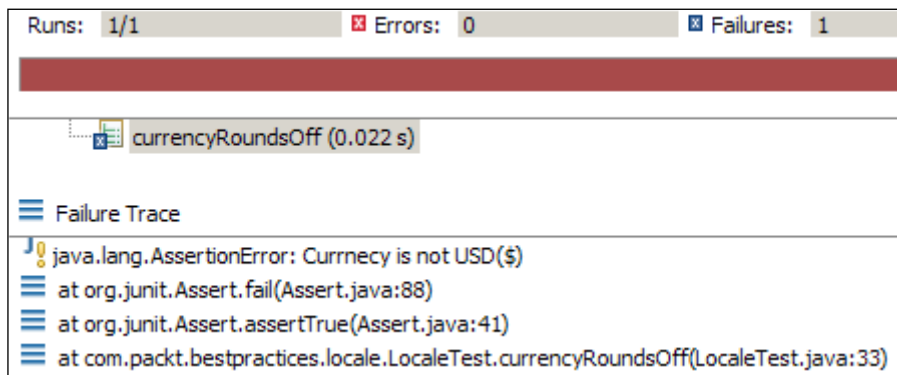 Runs: 1/1 Errors: 0 Failures: 1
currencyRoundsOff (0.022 s)
Failure Trace
java.lang.AssertionError: Currnecy is not USD($)
at org.junit.Assert.fail(Assert.java:88)
at org.junit.Assert.assertTrue(Assert.java:41)
at com.packt.bestpractices.locale.LocaleTest.currencyRoundsOff(LocaleTest.java:33)